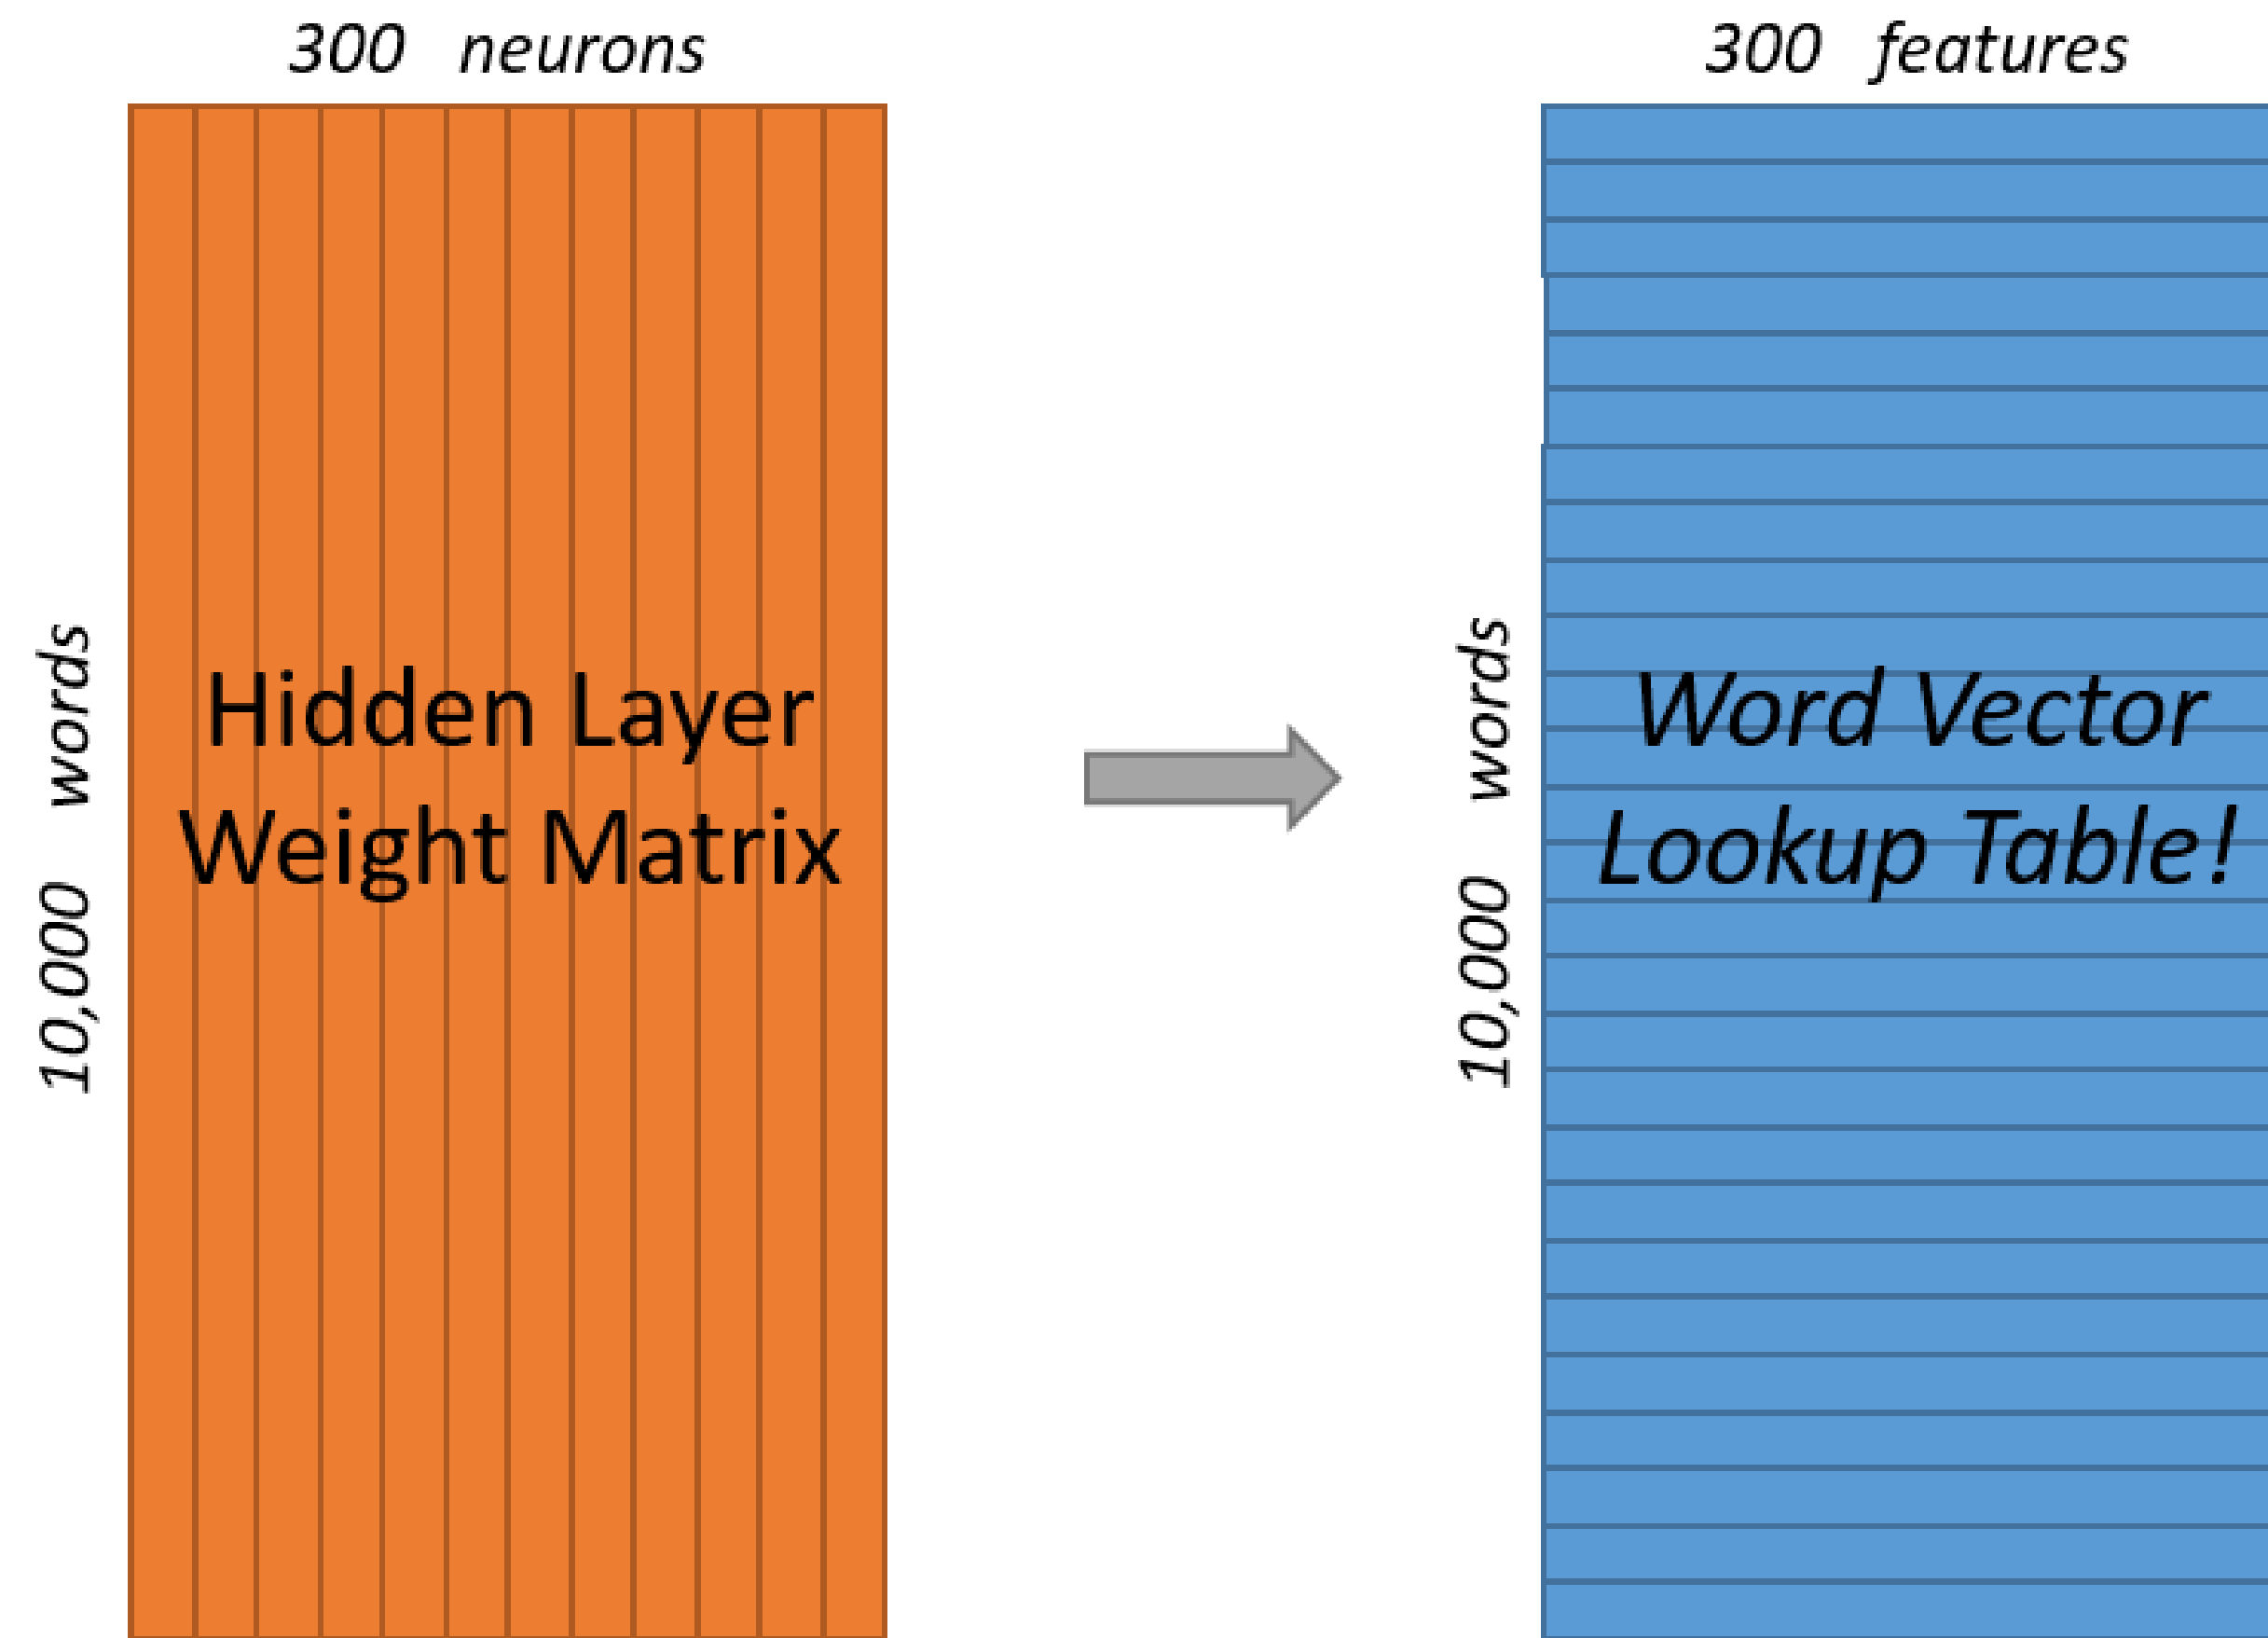 300 neurons
10,000 words
Hidden Layer
Weight Matrix
300 features
10,000 words
Word Vector
Lookup Table!